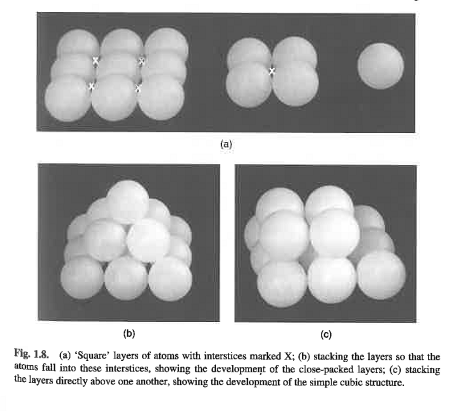 X X
X X
X
(a)
(b) (c)
Fig. 1.8. (a) 'Square' layers of atoms with interstices marked X; (b) stacking the layers so that the
atoms fall into these interstices, showing the development of the close-packed layers; (c) stacking
the layers directly above one another, showing the development of the simple cubic structure.